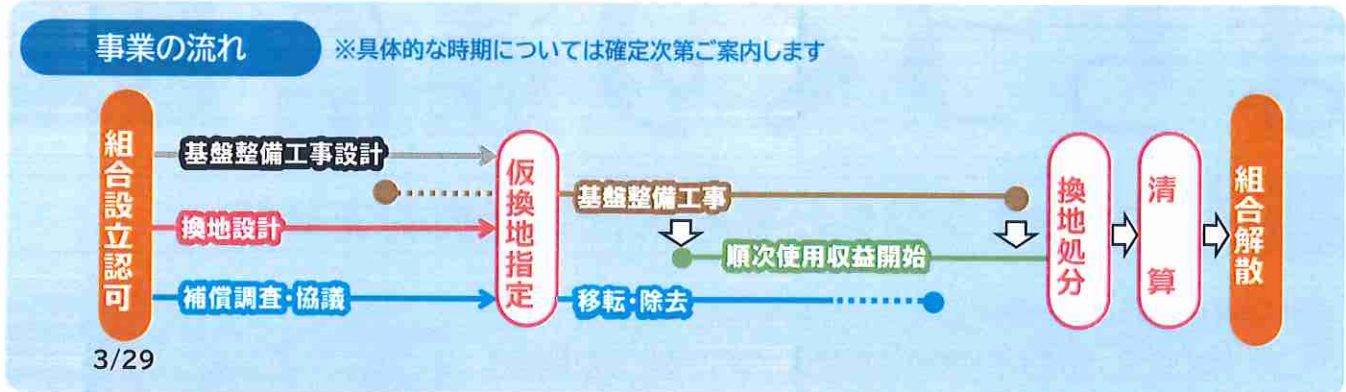 事業の流れ
※具体的な時期については確定次第ご案内します
組合設立認可
3/29
基盤整備工事設計
換地設計
補償調査・協議
仮換地指定
基盤整備工事
順次使用収益開始
移転・除去
換地処分
清算
組合解散